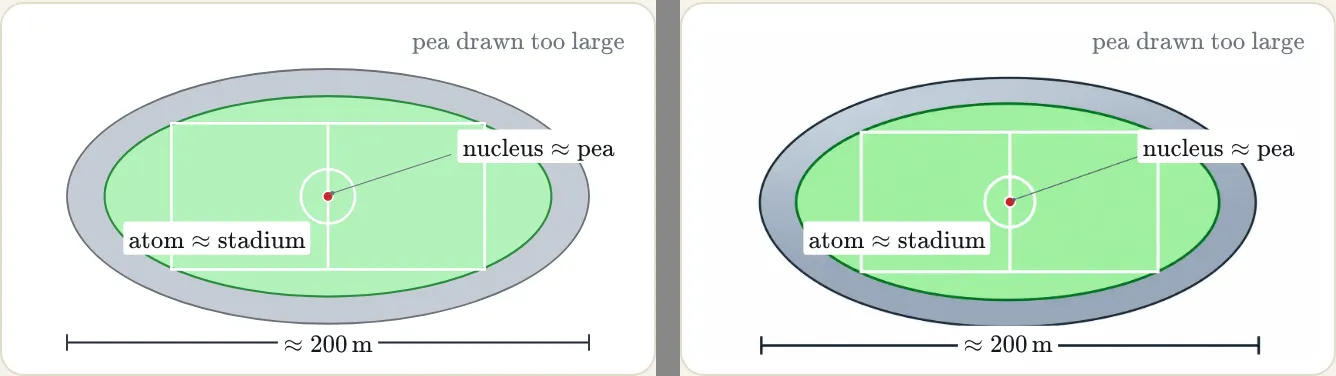 pea drawn too large
nucleus ≈ pea
atom ≈ stadium
≈ 200 m
pea drawn too large
nucleus ≈ pea
atom ≈ stadium
≈ 200 m